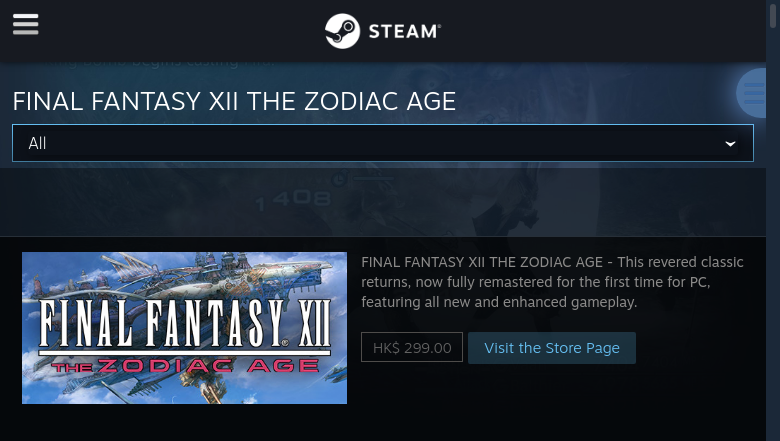 STEAM®
FINAL FANTASY XII THE ZODIAC AGE
All
1408
FINAL FANTASY XII THE ZODIAC AGE - This revered classic
returns, now fully remastered for the first time for PC,
featuring all new and enhanced gameplay.
FINAL FANTASY® XII
THE ZODIAC AGE
HK$ 299.00
Visit the Store Page